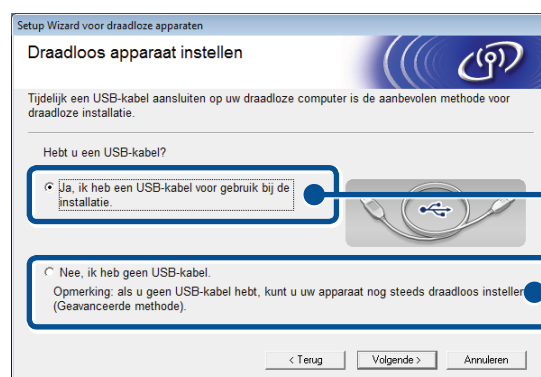 Setup Wizard voor draadloze apparaten
Draadloos apparaat instellen
Tijdelijk een USB-kabel aansluiten op uw draadloze computer is de aanbevolen methode voor
draadloze installatie.
Hebt u een USB-kabel?
Ja, ik heb een USB-kabel voor gebruik bij de
installatie.
Nee, ik heb geen USB-kabel.
Opmerking: als u geen USB-kabel hebt, kunt u uw apparaat nog steeds draadloos instellen
(Geavanceerde methode).
< Terug
Volgende >
Annuleren